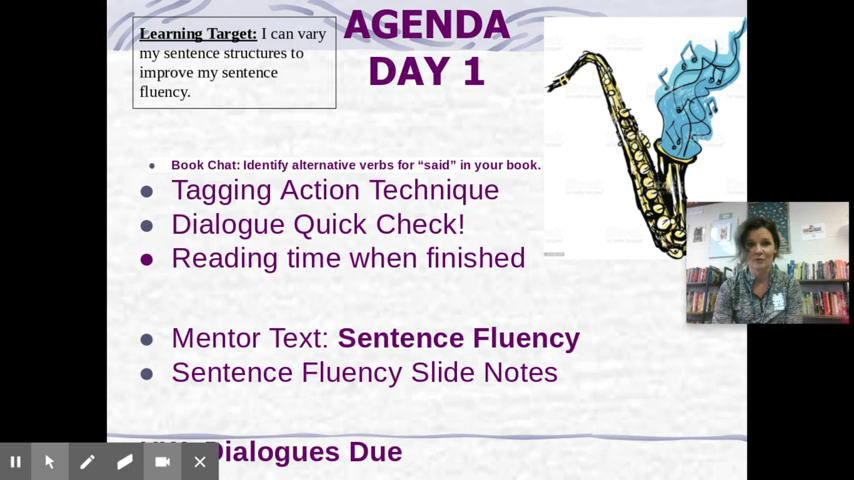 Learning Target: I can vary
my sentence structures to
improve my sentence
fluency.
AGENDA
DAY 1
Book Chat: Identify alternative verbs for “said” in your book.
Tagging Action Technique
Dialogue Quick Check!
Reading time when finished
Mentor Text: Sentence Fluency
Sentence Fluency Slide Notes
Dialogues Due